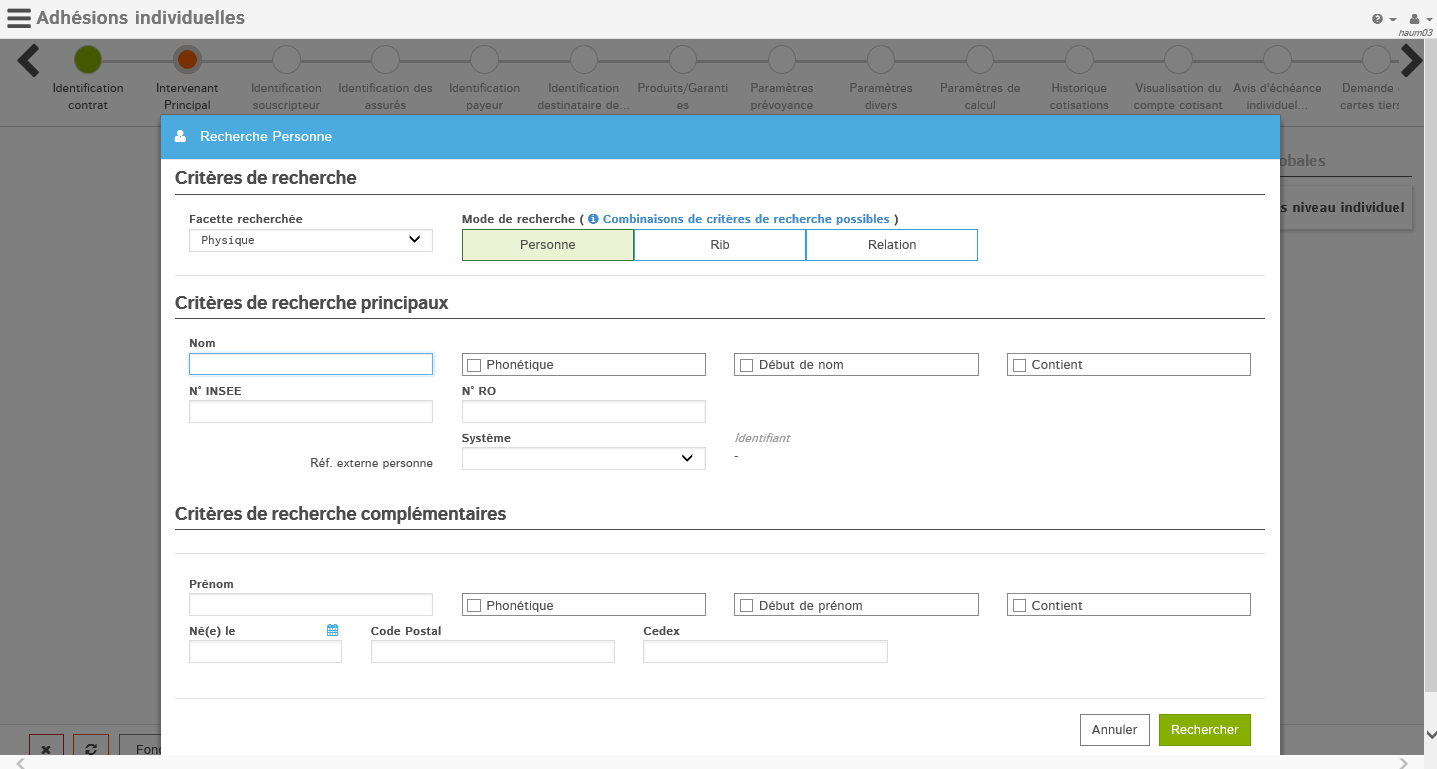 Adhésions individuelles
haum03
Identification contrat
Intervenant Principal
Identification souscripteur
Identification des assurés
Identification payeur
Identification destinataire de...
Produits/Garanties
Paramètres prévoyance
Paramètres divers
Paramètres de calcul
Historique cotisations
Visualisation du compte cotisant
Avis d'échéance individuel...
Demande
cartes tiers
Recherche Personne
obales
s niveau individuel
Critères de recherche
Facette recherchée
Mode de recherche ( Combinaisons de critères de recherche possibles )
Physique
Personne
Rib
Relation
Critères de recherche principaux
Nom
Phonétique
Début de nom
Contient
N° INSEE
N° RO
Système
Identifiant
Réf. externe personne
-
Critères de recherche complémentaires
Prénom
Phonétique
Début de prénom
Contient
Né(e) le
Code Postal
Cedex
Annuler
Rechercher
Fon